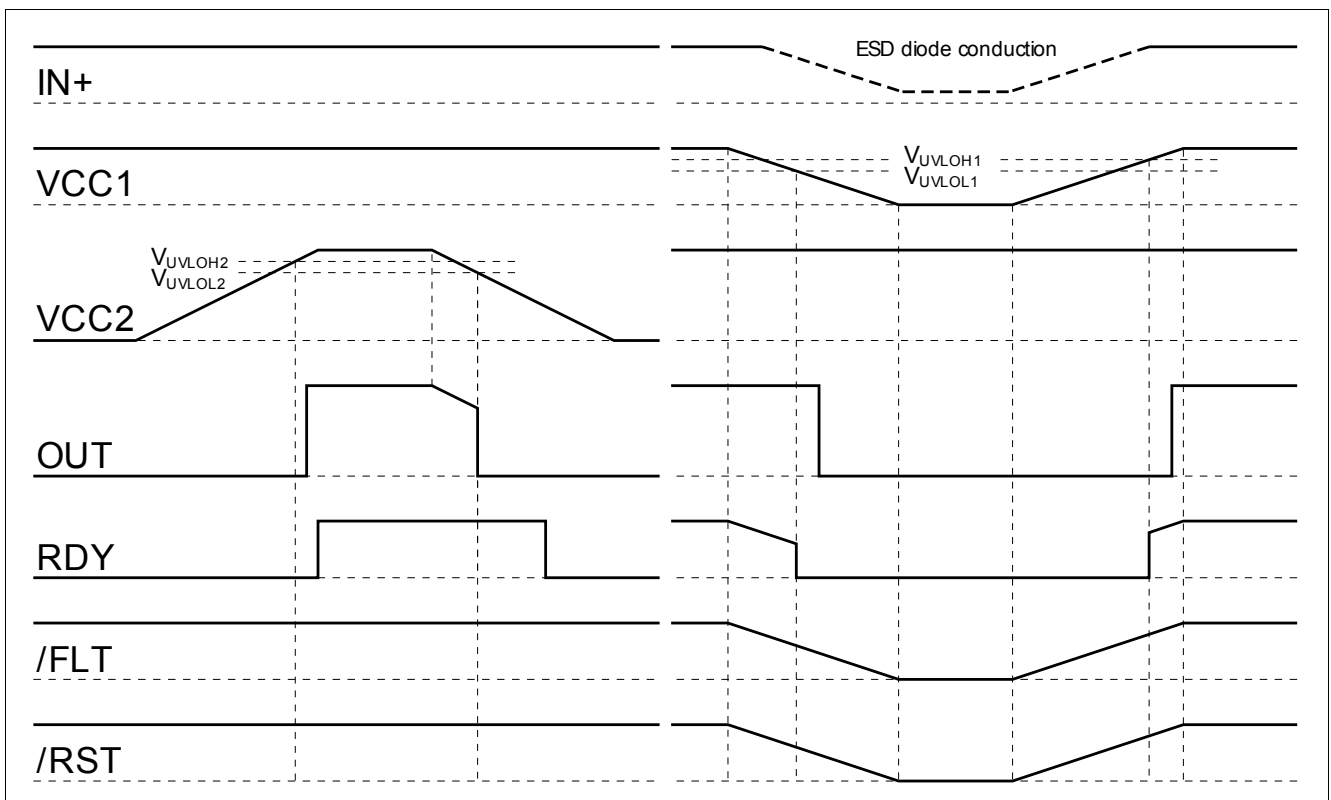 ESD diode conduction
IN+
VUVLOH1
VUVLOL1
VCC1
VUVLOH2
VUVLOL2
VCC2
OUT
RDY
/FLT
/RST